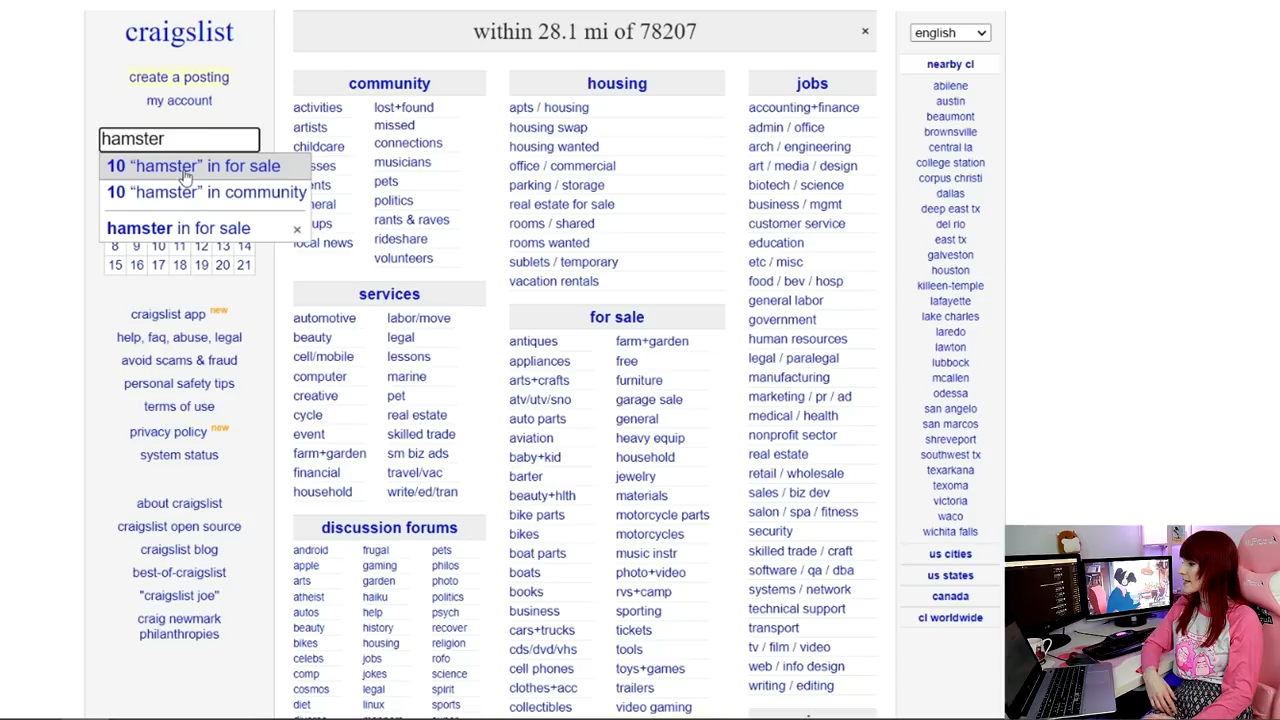 craigslist
create a posting
my account
hamster
10 “hamster” in for sale
10 “hamster” in community
hamster in for sale ×
8 9 10 11 12 13 14
15 16 17 18 19 20 21
craigslist app new
help, faq, abuse, legal
avoid scams & fraud
personal safety tips
terms of use
privacy policy new
system status
about craigslist
craigslist open source
craigslist blog
best-of-craigslist
"craigslist joe"
craig newmark
philanthropies
within 28.1 mi of 78207 ×
community
activities
artists
childcare
local news
lost+found
missed
connections
musicians
pets
politics
rants & raves
rideshare
volunteers
services
automotive
beauty
cell/mobile
computer
creative
cycle
event
farm+garden
financial
household
labor/move
legal
lessons
marine
pet
real estate
skilled trade
sm biz ads
travel/vac
write/ed/tran
discussion forums
android
apple
arts
atheist
autos
beauty
bikes
celebs
comp
cosmos
diet
frugal
gaming
garden
haiku
help
history
housing
jobs
jokes
legal
linux
pets
philos
photo
politics
psych
recover
religion
rofo
science
spirit
sports
housing
apts / housing
housing swap
housing wanted
office / commercial
parking / storage
real estate for sale
rooms / shared
rooms wanted
sublets / temporary
vacation rentals
for sale
antiques
appliances
arts+crafts
atv/utv/sno
auto parts
aviation
baby+kid
barter
beauty+hlth
bike parts
bikes
boat parts
boats
books
business
cars+trucks
cds/dvd/vhs
cell phones
clothes+acc
collectibles
farm+garden
free
furniture
garage sale
general
heavy equip
household
jewelry
materials
motorcycle parts
motorcycles
music instr
photo+video
rvs+camp
sporting
tickets
tools
toys+games
trailers
video gaming
jobs
accounting+finance
admin / office
arch / engineering
art / media / design
biotech / science
business / mgmt
customer service
education
etc / misc
food / bev / hosp
general labor
government
human resources
legal / paralegal
manufacturing
marketing / pr / ad
medical / health
nonprofit sector
real estate
retail / wholesale
sales / biz dev
salon / spa / fitness
security
skilled trade / craft
software / qa / dba
systems / network
technical support
transport
tv / film / video
web / info design
writing / editing
english
nearby cl
abilene
austin
beaumont
brownsville
central la
college station
corpus christi
dallas
deep east tx
del rio
east tx
galveston
houston
killeen-temple
lafayette
lake charles
laredo
lawton
lubbock
mcallen
odessa
san angelo
san marcos
shreveport
southwest tx
texarkana
texoma
victoria
waco
wichita falls
us cities
us states
canada
cl worldwide